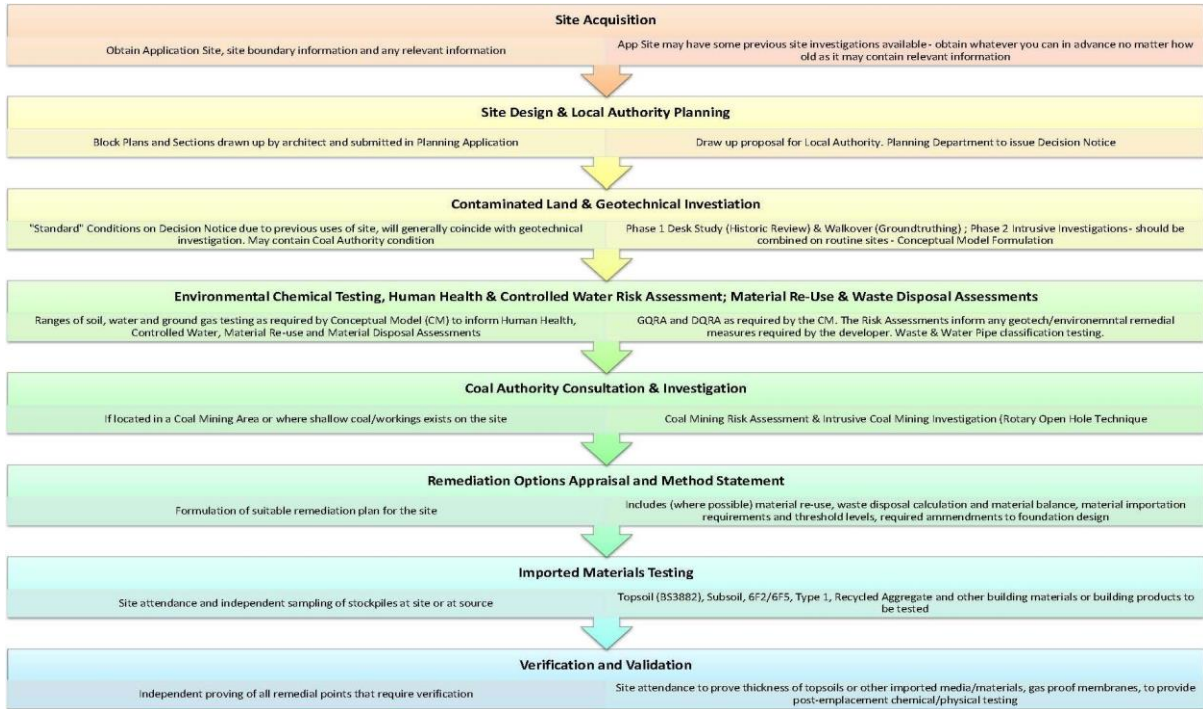 Site Acquisition
Obtain Application Site, site boundary information and any relevant information
App Site may have some previous site investigations available - obtain whatever you can in advance no matter how
old as it may contain relevant information
Site Design & Local Authority Planning
Block Plans and Sections drawn up by architect and submitted in Planning Application
Draw up proposal for Local Authority. Planning Department to issue Decision Notice
Contaminated Land & Geotechnical Investiation
"Standard" Conditions on Decision Notice due to previous uses of site, will generally coincide with geotechnical
investigation. May contain Coal Authority condition
Phase 1 Desk Study (Historic Review) & Walkover (Groundtruthing) ; Phase 2 Intrusive Investigations- should be
combined on routine sites - Conceptual Model Formulation
Environmental Chemical Testing, Human Health & Controlled Water Risk Assessment; Material Re-Use & Waste Disposal Assessments
Ranges of soil, water and ground gas testing as required by Conceptual Model (CM) to inform Human Health,
Controlled Water, Material Re-use and Material Disposal Assessments
GQRA and DQRA as required by the CM. The Risk Assessments inform any geotech/environemntal remedial
measures required by the developer. Waste & Water Pipe classification testing.
Coal Authority Consultation & Investigation
If located in a Coal Mining Area or where shallow coal/workings exists on the site
Coal Mining Risk Assessment & Intrusive Coal Mining Investigation (Rotary Open Hole Technique
Remediation Options Appraisal and Method Statement
Formulation of suitable remediation plan for the site
Includes (where possible) material re-use, waste disposal calculation and material balance, material importation
requirements and threshold levels, required ammendments to foundation design
Imported Materials Testing
Site attendance and independent sampling of stockpiles at site or at source
Topsoil (BS3882), Subsoil, 6F2/6F5, Type 1, Recycled Aggregate and other building materials or building products to
be tested
Verification and Validation
Independent proving of all remedial points that require verification
Site attendance to prove thickness of topsoils or other imported media/materials, gas proof membranes, to provide
post-emplacement chemical/physical testing